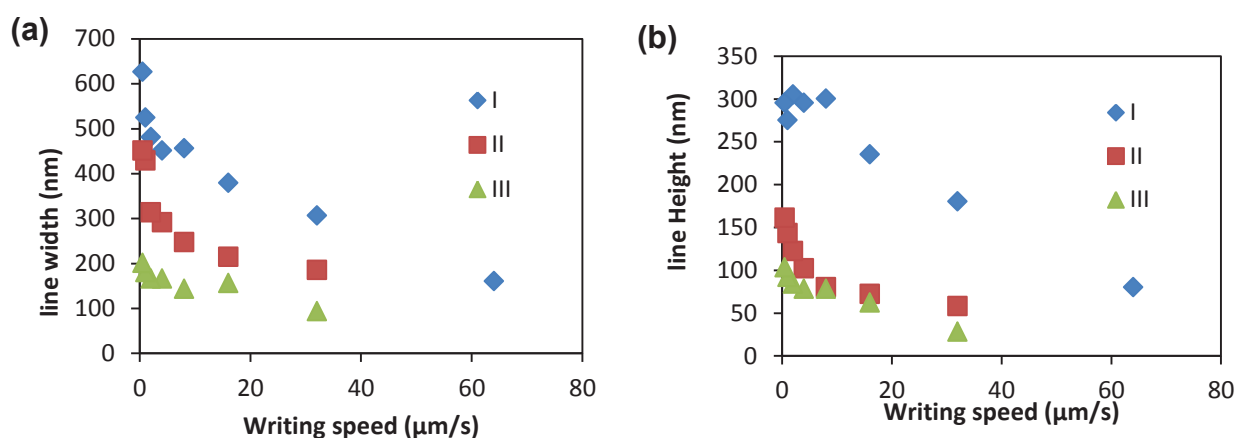 (a)
line width (nm)
700
600
500
400
300
200
100
0
0 20 40 60 80
Writing speed (μm/s)
I
II
III
(b)
line Height (nm)
350
300
250
200
150
100
50
0
0 20 40 60 80
Writing speed (μm/s)
I
II
III